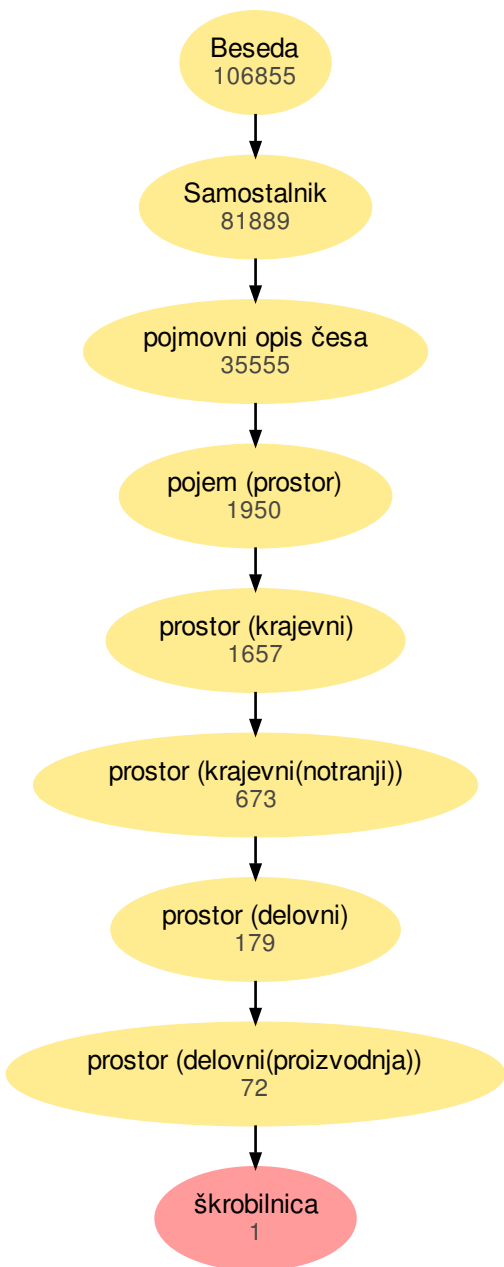 Beseda
106855
Samostalnik
81889
pojmovni opis česa
35555
pojem (prostor)
1950
prostor (krajevni)
1657
prostor (krajevni(notranji))
673
prostor (delovni)
179
prostor (delovni(proizvodnja))
72
škrobilnica
1